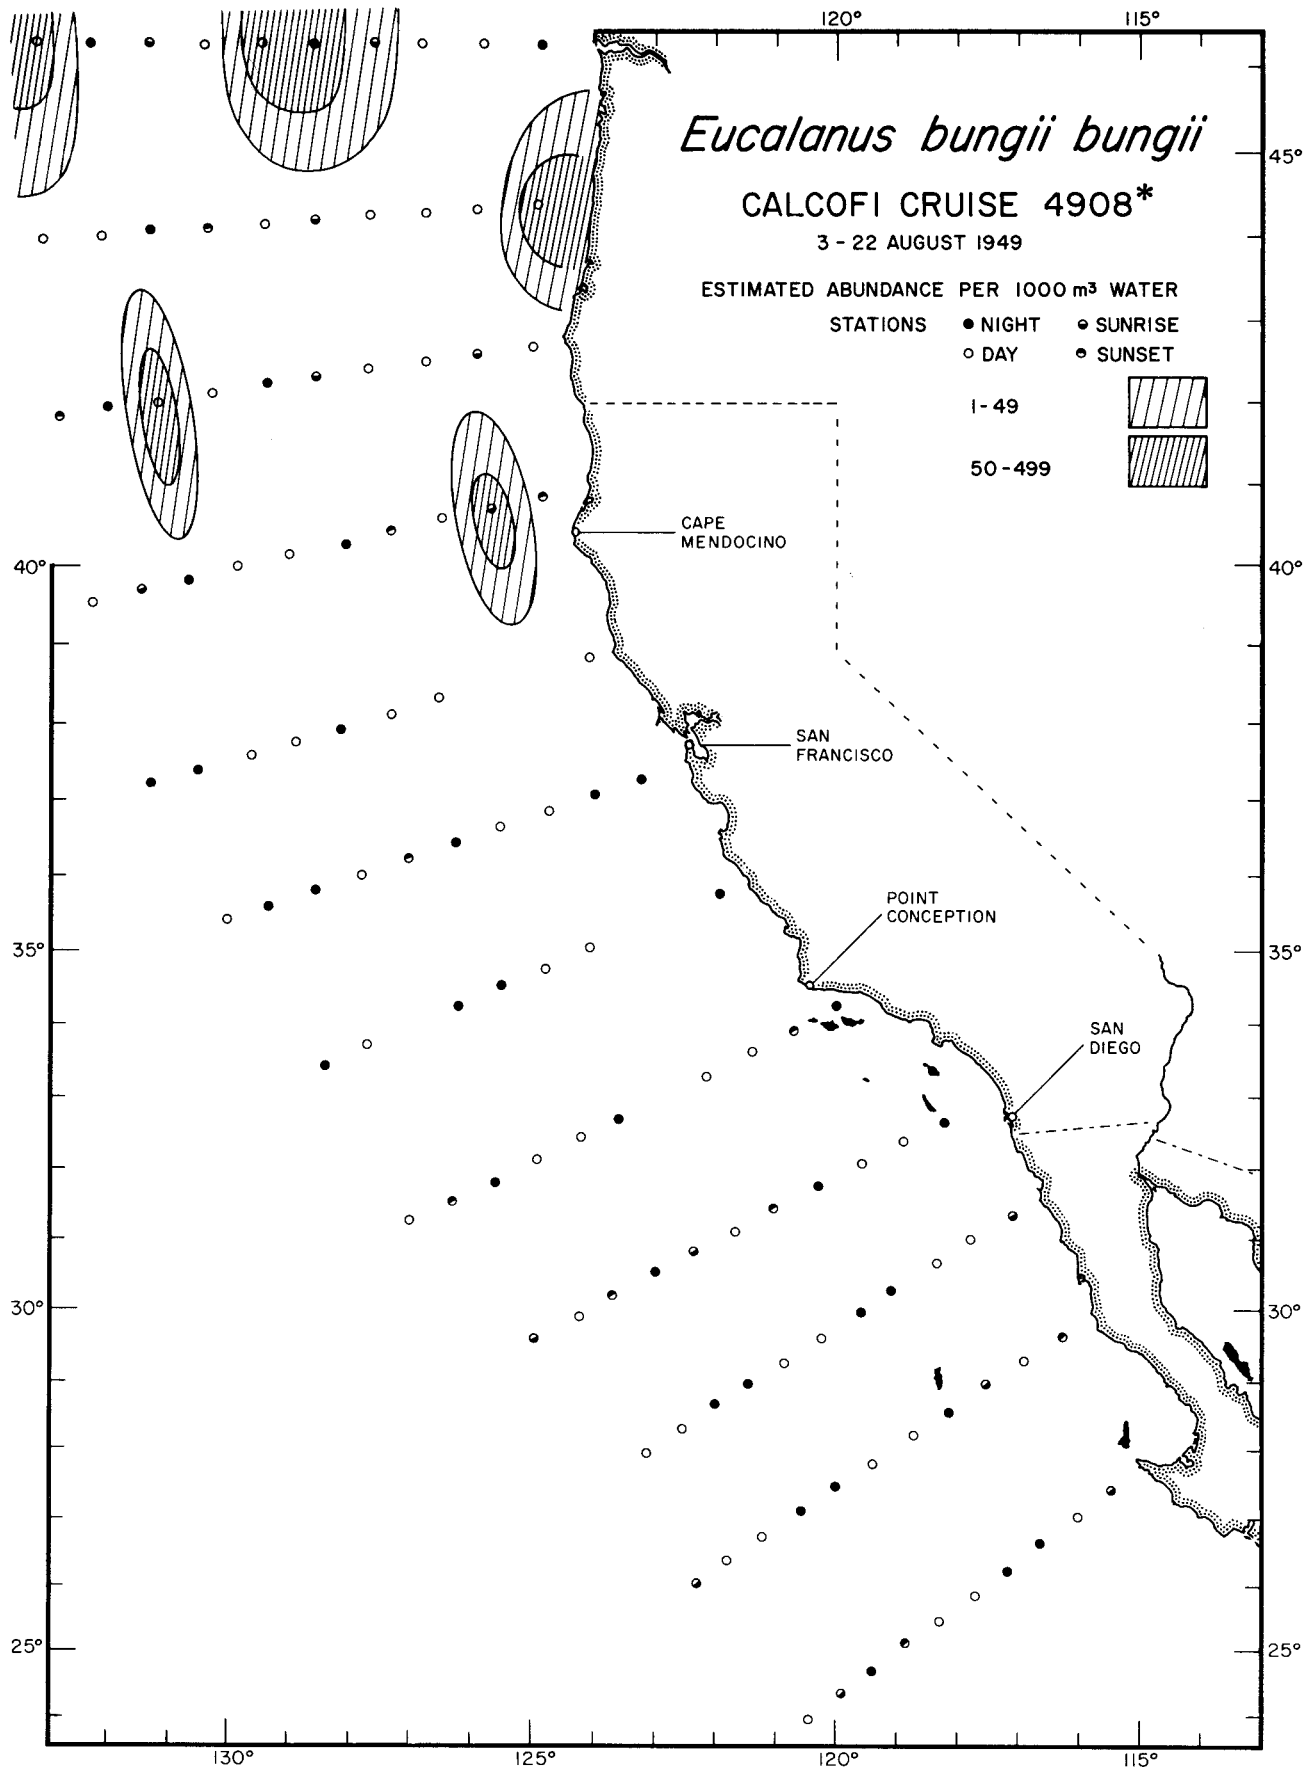 120° 115°
Eucalanus bungii bungii
45°
CALCOFI CRUISE 4908*
3 - 22 AUGUST 1949
ESTIMATED ABUNDANCE PER 1000 m³ WATER
STATIONS ● NIGHT ◒ SUNRISE
○ DAY ◓ SUNSET
1 - 49
50 - 499
CAPE
MENDOCINO
40° 40°
SAN
FRANCISCO
POINT
CONCEPTION
35° 35°
SAN
DIEGO
30° 30°
25° 25°
130° 125° 120° 115°